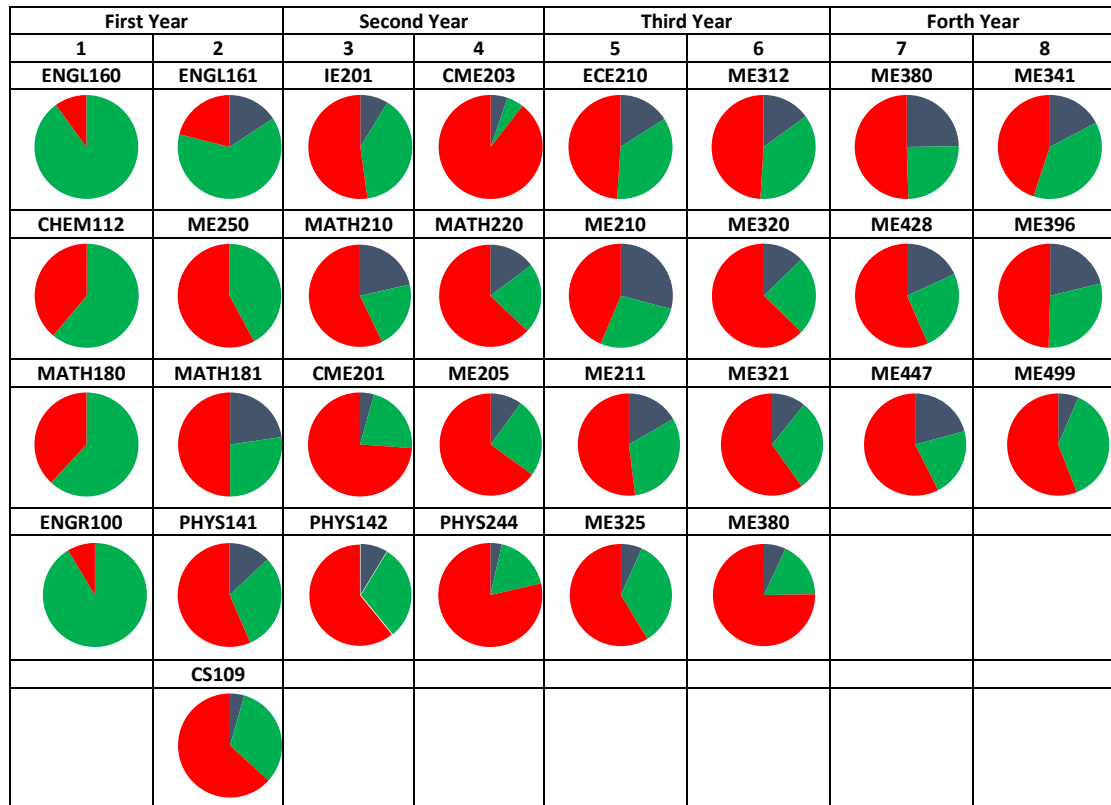 First Year Second Year Third Year Forth Year
1 2 3 4 5 6 7 8
ENGL160 ENGL161 IE201 CME203 ECE210 ME312 ME380 ME341
CHEM112 ME250 MATH210 MATH220 ME210 ME320 ME428 ME396
MATH180 MATH181 CME201 ME205 ME211 ME321 ME447 ME499
ENGR100 PHYS141 PHYS142 PHYS244 ME325 ME380
CS109